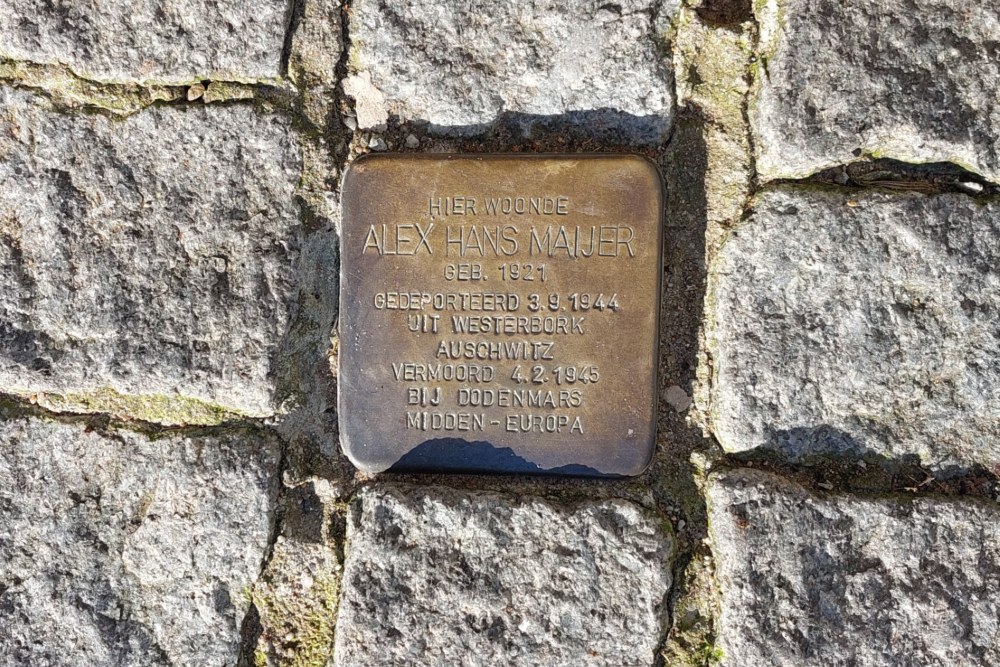 HIER WOONDE
ALEX HANS MAIJER
GEB. 1921
GEDEPORTEERD 3.9.1944
UIT WESTERBORK
AUSCHWITZ
VERMOORD 4.2.1945
BIJ DODENMARS
MIDDEN-EUROPA